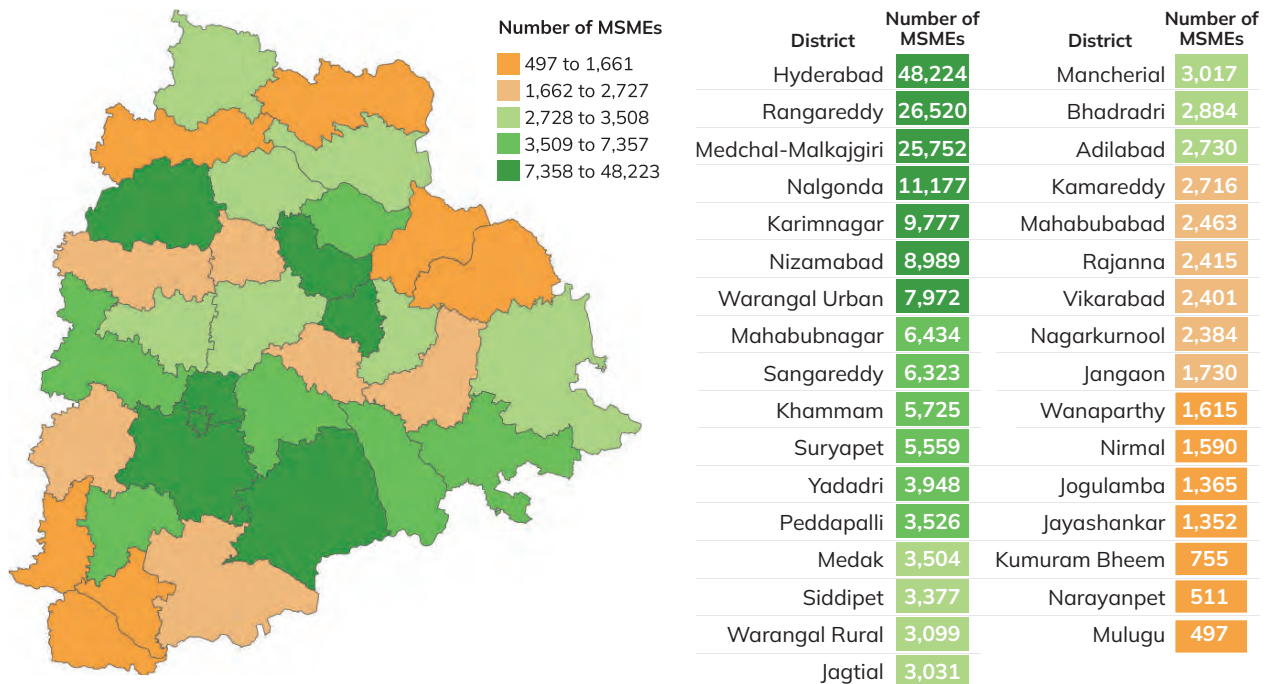 Number of MSMEs
497 to 1,661
1,662 to 2,727
2,728 to 3,508
3,509 to 7,357
7,358 to 48,223
District Number of MSMEs
Hyderabad 48,224
Rangareddy 26,520
Medchal-Malkajgiri 25,752
Nalgonda 11,177
Karimnagar 9,777
Nizamabad 8,989
Warangal Urban 7,972
Mahabubnagar 6,434
Sangareddy 6,323
Khammam 5,725
Suryapet 5,559
Yadadri 3,948
Peddapalli 3,526
Medak 3,504
Siddipet 3,377
Warangal Rural 3,099
Jagtial 3,031
District Number of MSMEs
Mancherial 3,017
Bhadradri 2,884
Adilabad 2,730
Kamareddy 2,716
Mahabubabad 2,463
Rajanna 2,415
Vikarabad 2,401
Nagarkurnool 2,384
Jangaon 1,730
Wanaparthy 1,615
Nirmal 1,590
Jogulamba 1,365
Jayashankar 1,352
Kumuram Bheem 755
Narayanpet 511
Mulugu 497